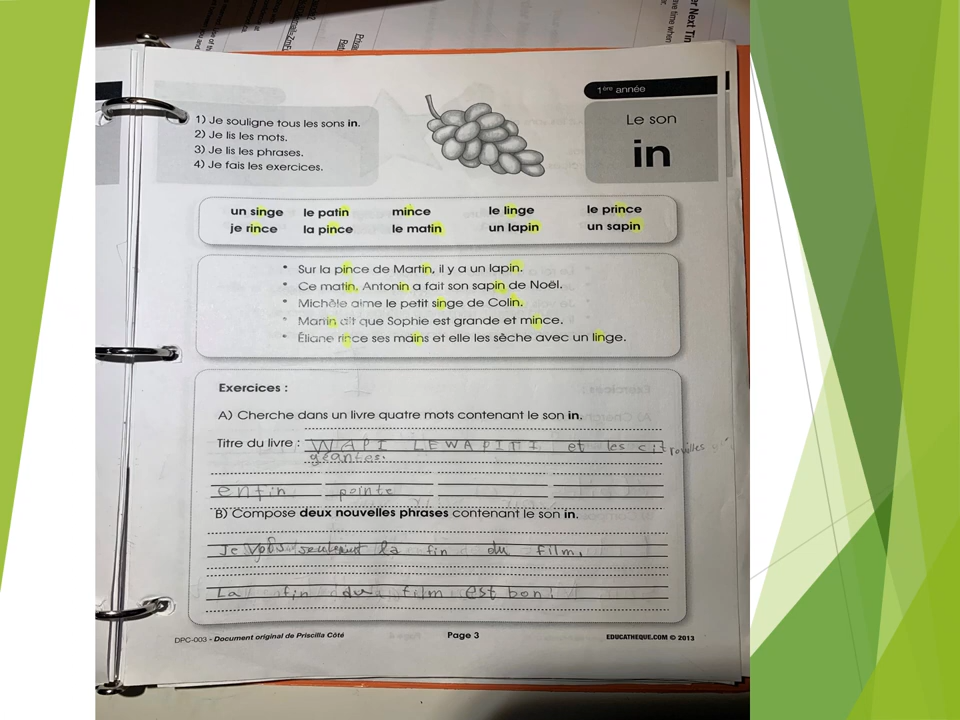 1ère année
Le son
in
1) Je souligne tous les sons in.
2) Je lis les mots.
3) Je lis les phrases.
4) Je fais les exercices.
un singe le patin mince le linge le prince
je rince la pince le matin un lapin un sapin
• Sur la pince de Martin, il y a un lapin.
• Ce matin, Antonin a fait son sapin de Noël.
• Michèle aime le petit singe de Colin.
• Martin dit que Sophie est grande et mince.
• Éliane rince ses mains et elle les sèche avec un linge.
Exercices :
A) Cherche dans un livre quatre mots contenant le son in.
Titre du livre : WAPI LEWAPITI et les citrouilles
géantes.
enfin pointe
B) Compose deux nouvelles phrases contenant le son in.
Je la fin du film.
La fin du film est bon!
DPC-003 - Document original de Priscilla Côté Page 3 EDUCATHEQUE.COM © 2013